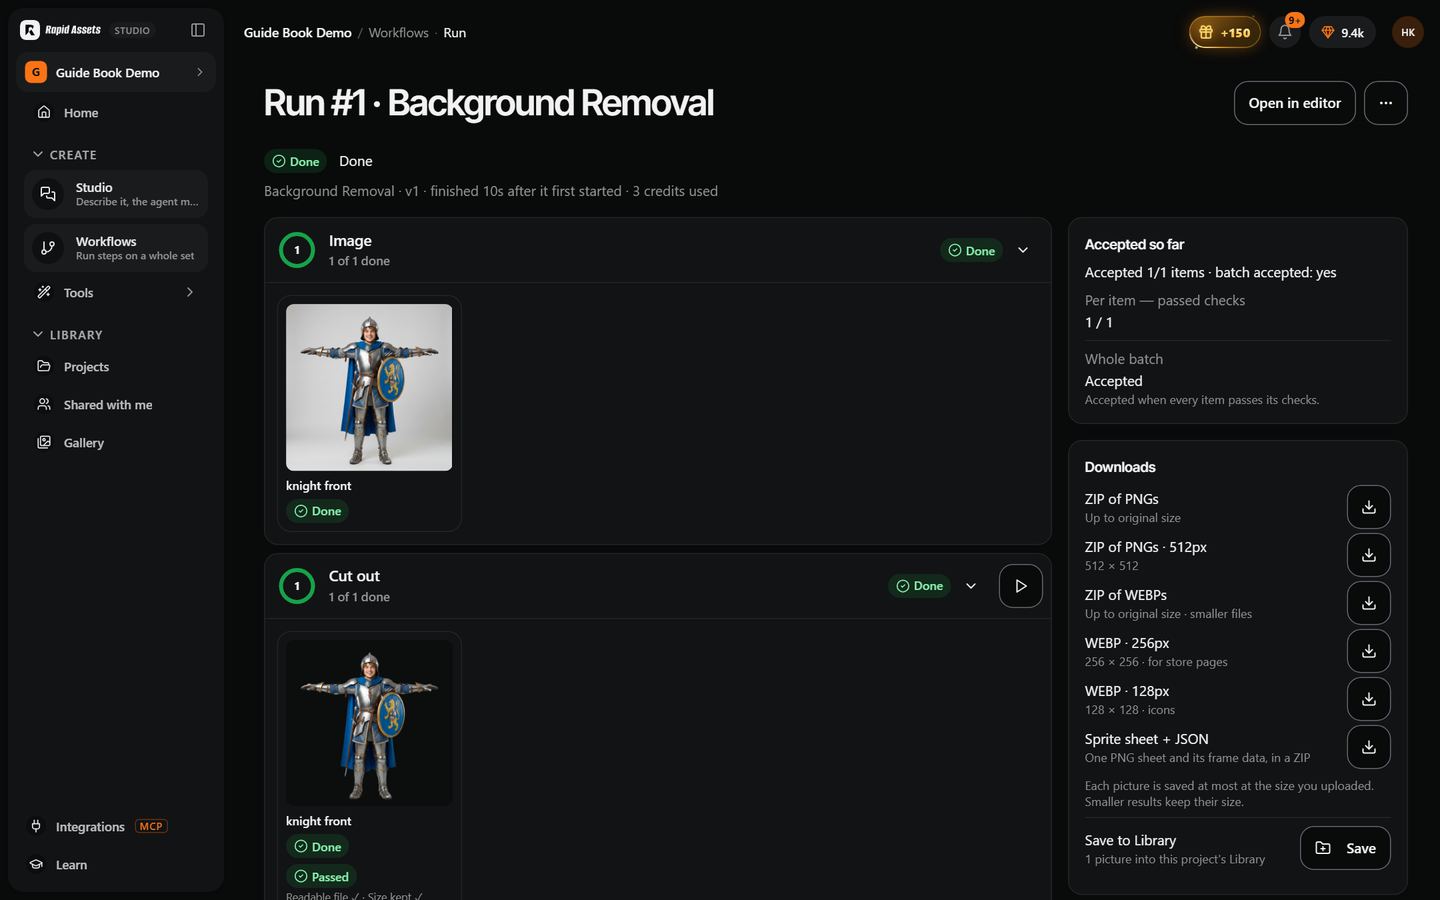 Rapid Assets STUDIO
Guide Book Demo / Workflows · Run
+150
9+
9.4k
HK
G Guide Book Demo
Home
CREATE
Studio
Describe it, the agent m...
Workflows
Run steps on a whole set
Tools
LIBRARY
Projects
Shared with me
Gallery
Integrations MCP
Learn
Run #1 · Background Removal
Open in editor
Done Done
Background Removal · v1 · finished 10s after it first started · 3 credits used
1 Image
1 of 1 done
Done
knight front
Done
1 Cut out
1 of 1 done
Done
knight front
Done
Passed
Readable file ✓ · Size kept ✓
Accepted so far
Accepted 1/1 items · batch accepted: yes
Per item — passed checks
1 / 1
Whole batch
Accepted
Accepted when every item passes its checks.
Downloads
ZIP of PNGs
Up to original size
ZIP of PNGs · 512px
512 × 512
ZIP of WEBPs
Up to original size · smaller files
WEBP · 256px
256 × 256 · for store pages
WEBP · 128px
128 × 128 · icons
Sprite sheet + JSON
One PNG sheet and its frame data, in a ZIP
Each picture is saved at most at the size you uploaded.
Smaller results keep their size.
Save to Library
1 picture into this project's Library
Save